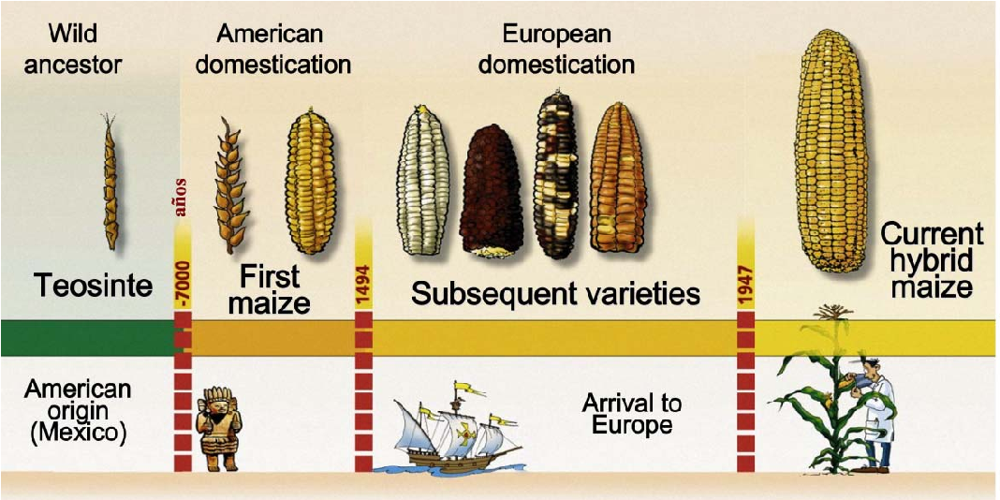 Wild
ancestor
American
domestication
European
domestication
años
-7000
1494
1947
Teosinte
First
maize
Subsequent varieties
Current
hybrid
maize
American
origin
(Mexico)
Arrival to
Europe